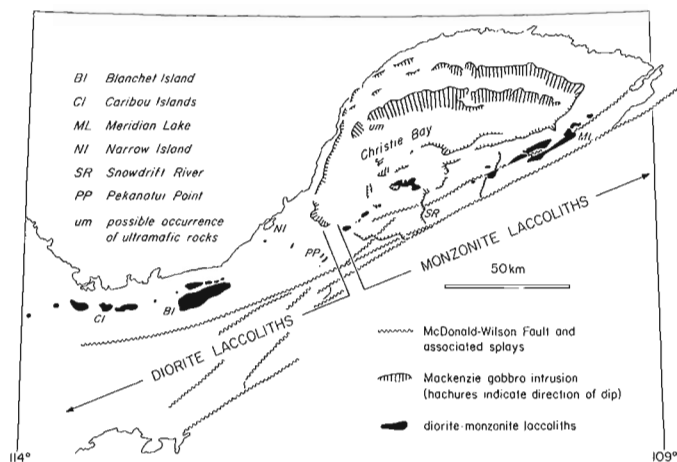 BI Blanchet Island
CI Caribou Islands
ML Meridian Lake
NI Narrow Island
SR Snowdrift River
PP Pekanatui Point
um possible occurrence
of ultramafic rocks
um
Christie Bay
ML
NI
SR
PP
CI
BI
MONZONITE LACCOLITHS
DIORITE LACCOLITHS
50km
McDonald-Wilson Fault and
associated splays
Mackenzie gabbro intrusion
(hachures indicate direction of dip)
diorite-monzonite laccoliths
114°
109°